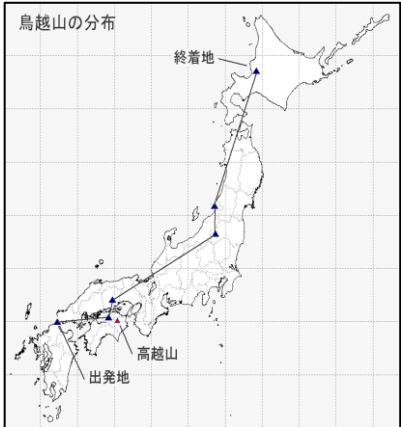 鳥越山の分布
終着地
高越山
出発地